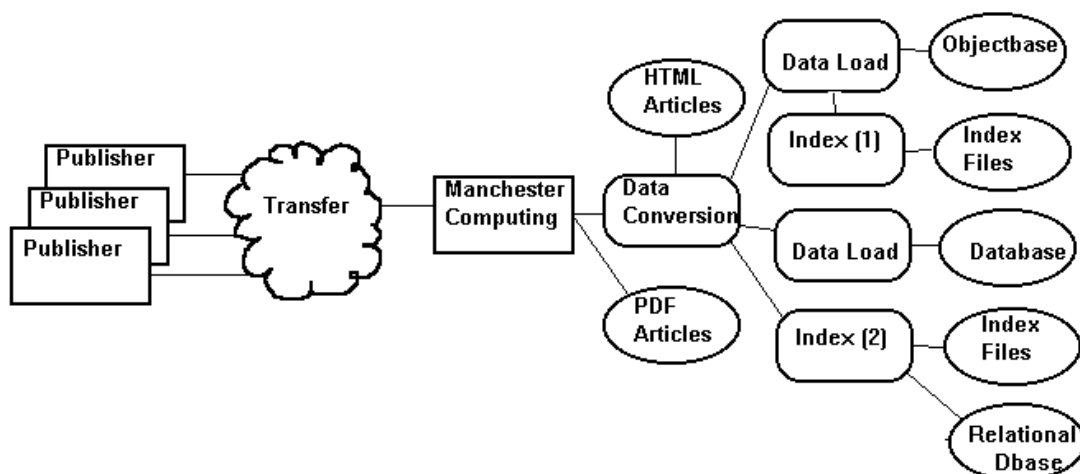 Publisher
Publisher
Publisher
Transfer
Manchester
Computing
HTML
Articles
PDF
Articles
Data
Conversion
Data Load
Objectbase
Index (1)
Index
Files
Data Load
Database
Index (2)
Index
Files
Relational
Dbase